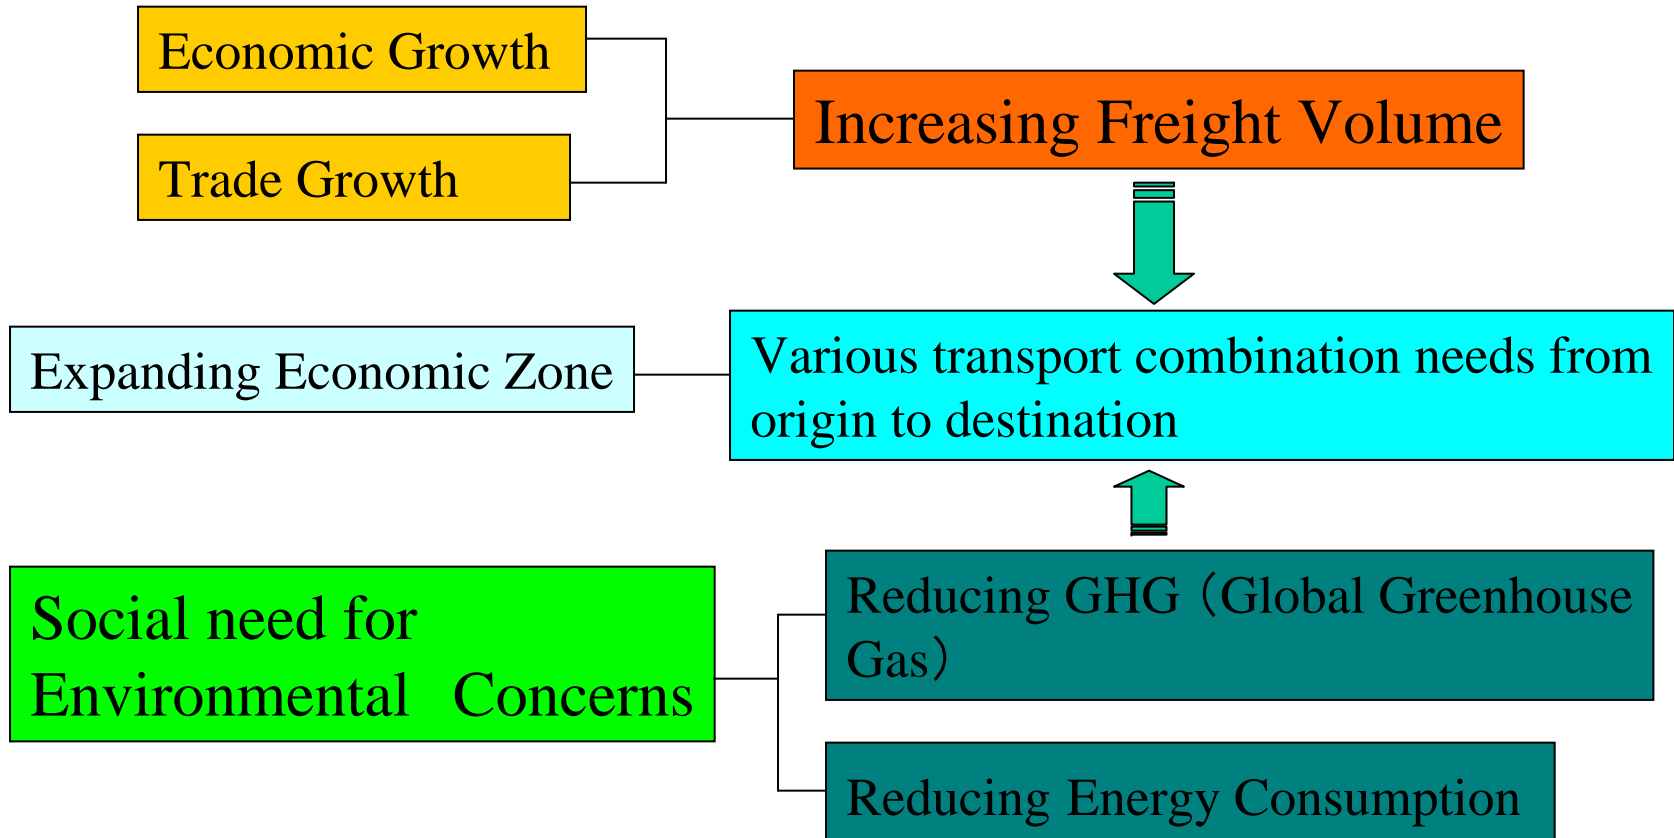 Economic Growth
Trade Growth
Increasing Freight Volume
Expanding Economic Zone
Various transport combination needs from
origin to destination
Social need for
Environmental Concerns
Reducing GHG（Global Greenhouse
Gas）
Reducing Energy Consumption